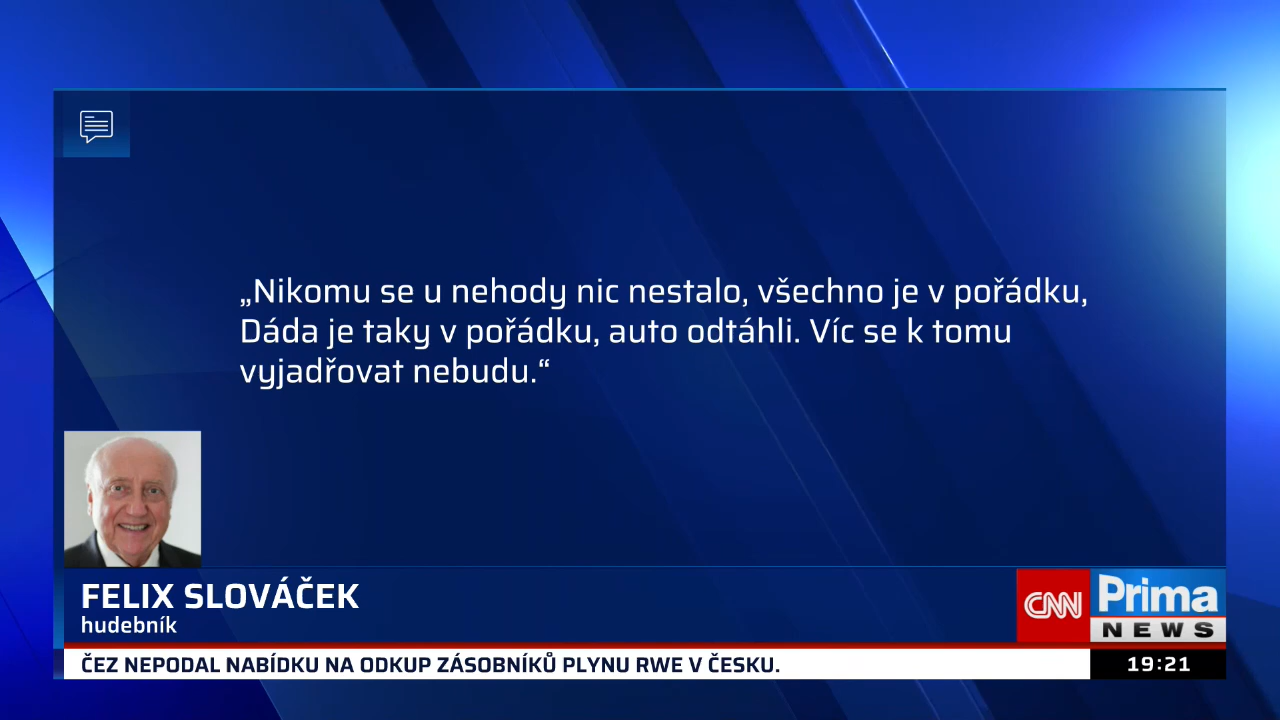 „Nikomu se u nehody nic nestalo, všechno je v pořádku,
Dáda je taky v pořádku, auto odtáhli. Víc se k tomu
vyjadřovat nebudu.“
FELIX SLOVÁČEK
hudebník
CNN Prima
NEWS
ČEZ NEPODAL NABÍDKU NA ODKUP ZÁSOBNÍKŮ PLYNU RWE V ČESKU.
19:21